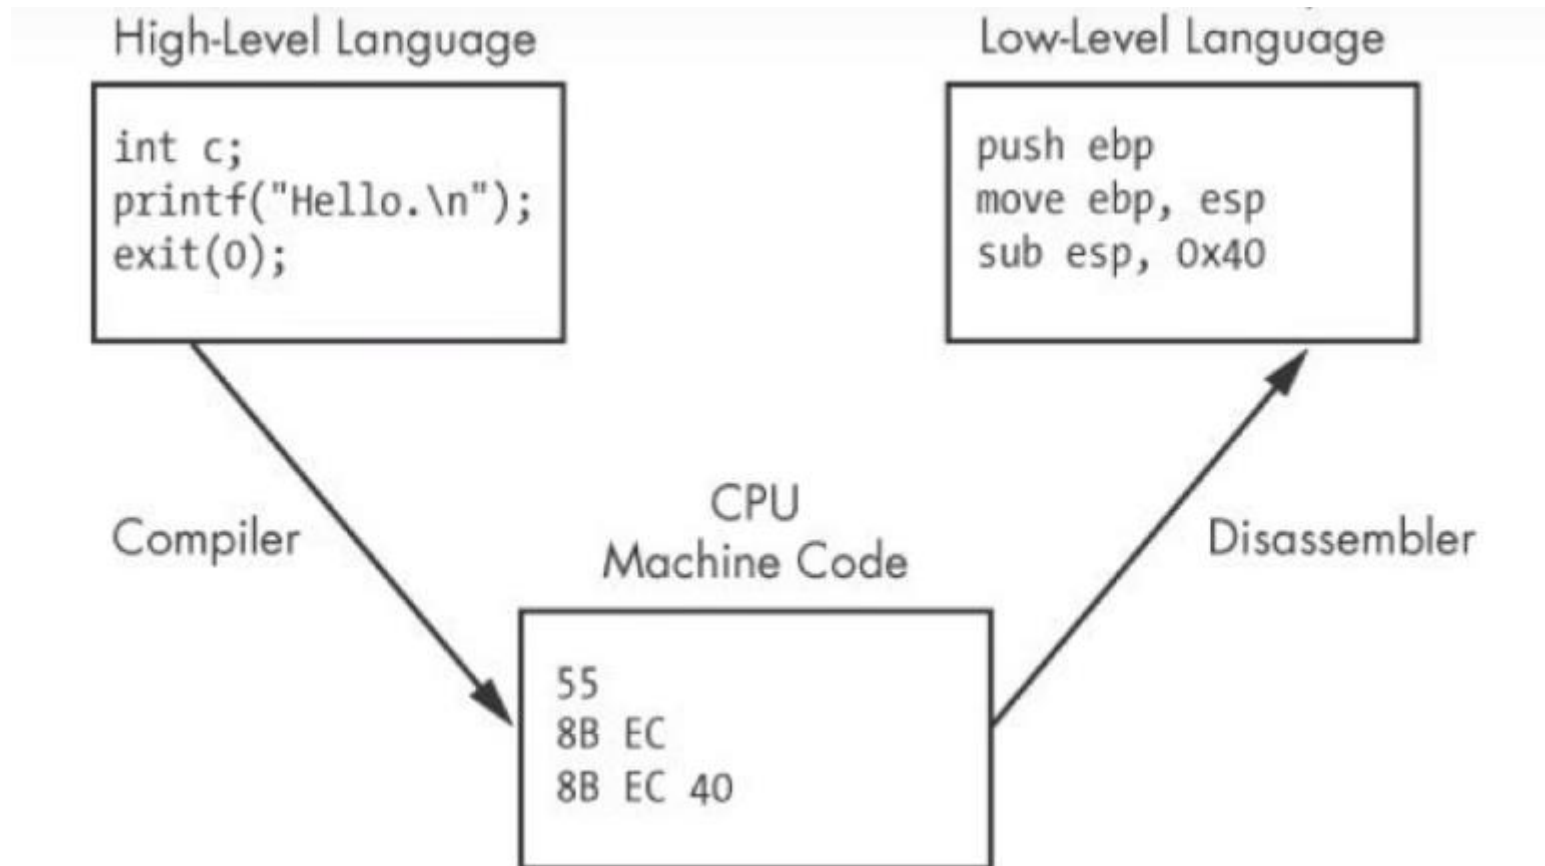 High-Level Language
int c;
printf("Hello.\n");
exit(0);
Low-Level Language
push ebp
move ebp, esp
sub esp, 0x40
Compiler
CPU
Machine Code
55
8B EC
8B EC 40
Disassembler